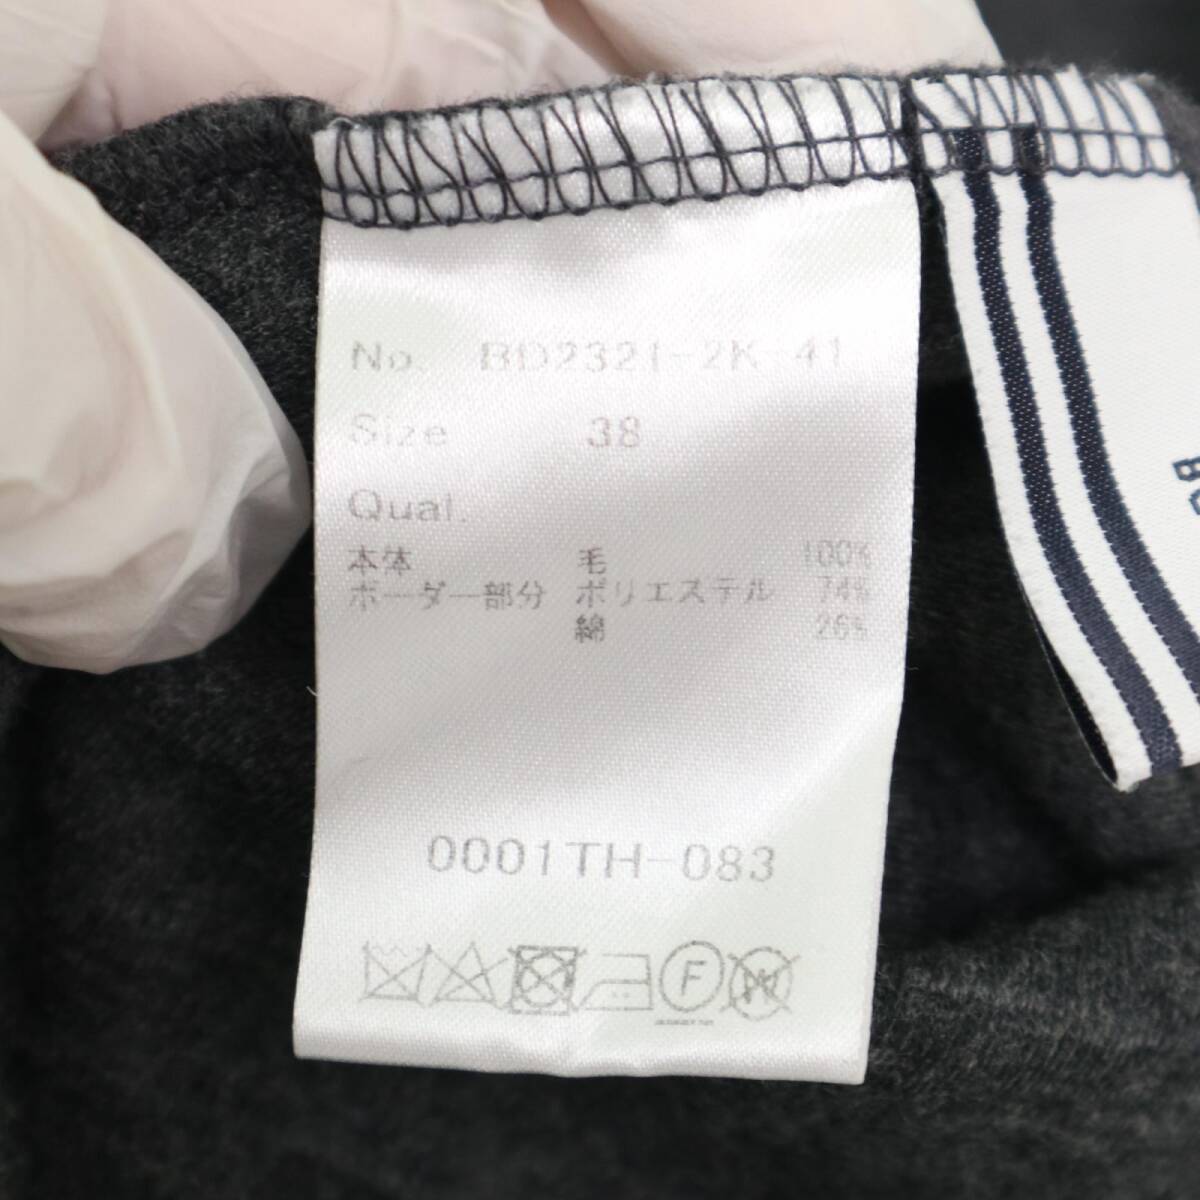 No. BD2321-2K-41
Size 38
Qual.
本体 毛 100%
ボーダー部分 ポリエステル 74%
綿 26%
0001TH-083
F
W